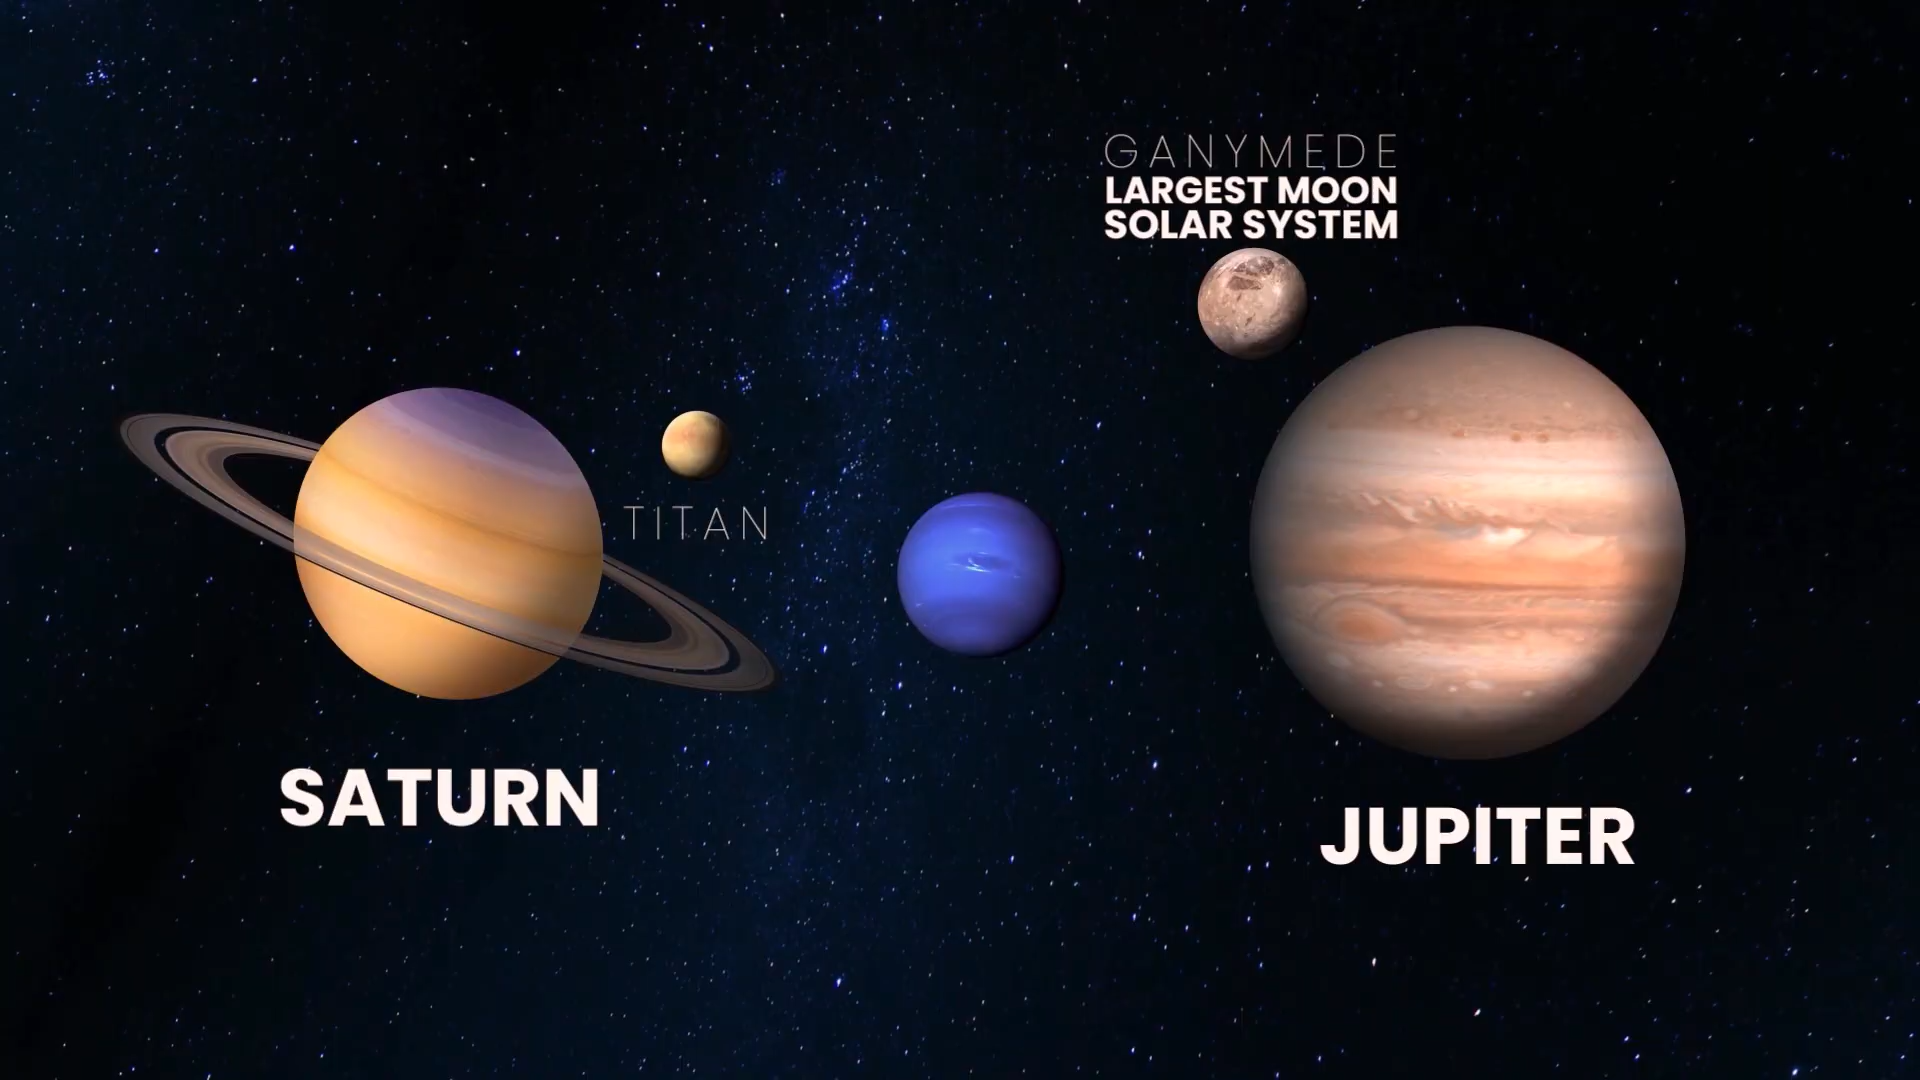 GANYMEDE
LARGEST MOON
SOLAR SYSTEM
TITAN
SATURN
JUPITER